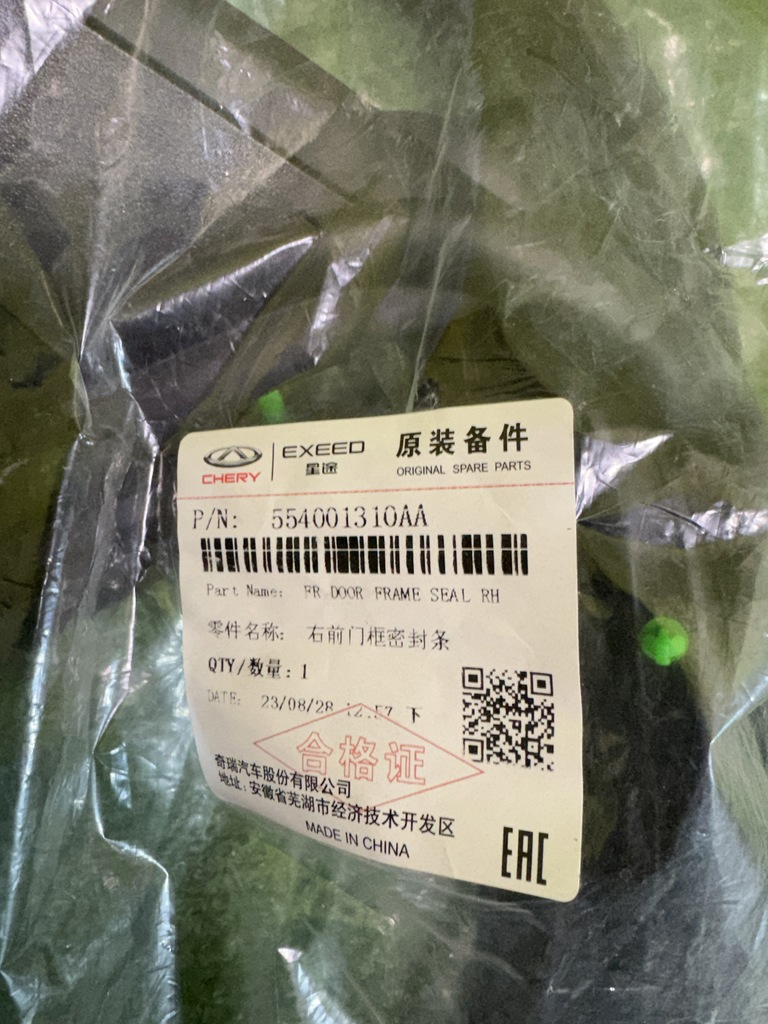 CHERY
EXEED
星途
原装备件
ORIGINAL SPARE PARTS
P/N: 554001310AA
Part Name: FR DOOR FRAME SEAL RH
零件名称: 右前门框密封条
QTY/数量: 1
DATE: 23/08/28 12:57 下
合格证
奇瑞汽车股份有限公司
地址: 安徽省芜湖市经济技术开发区
MADE IN CHINA
EAC